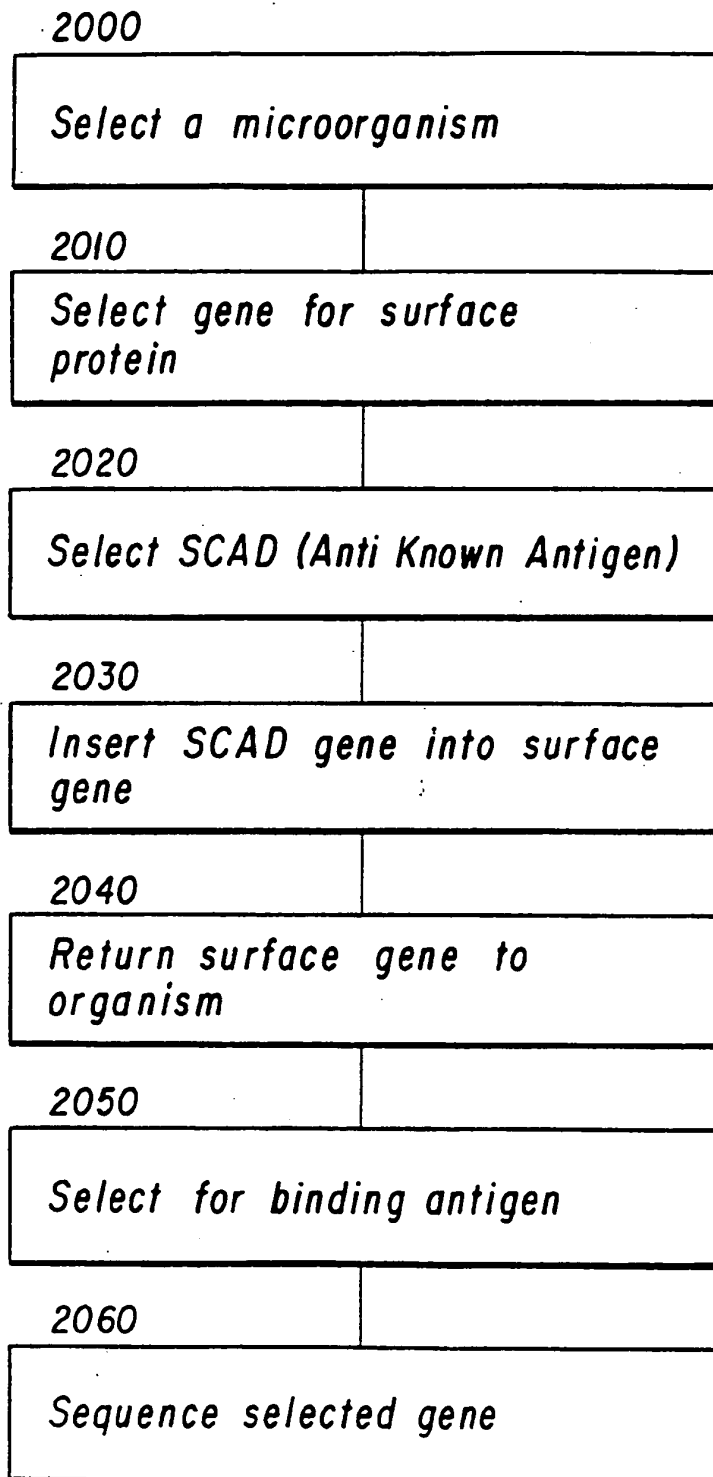 2000
Select a microorganism
2010
Select gene for surface
protein
2020
Select SCAD (Anti Known Antigen)
2030
Insert SCAD gene into surface
gene
2040
Return surface gene to
organism
2050
Select for binding antigen
2060
Sequence selected gene